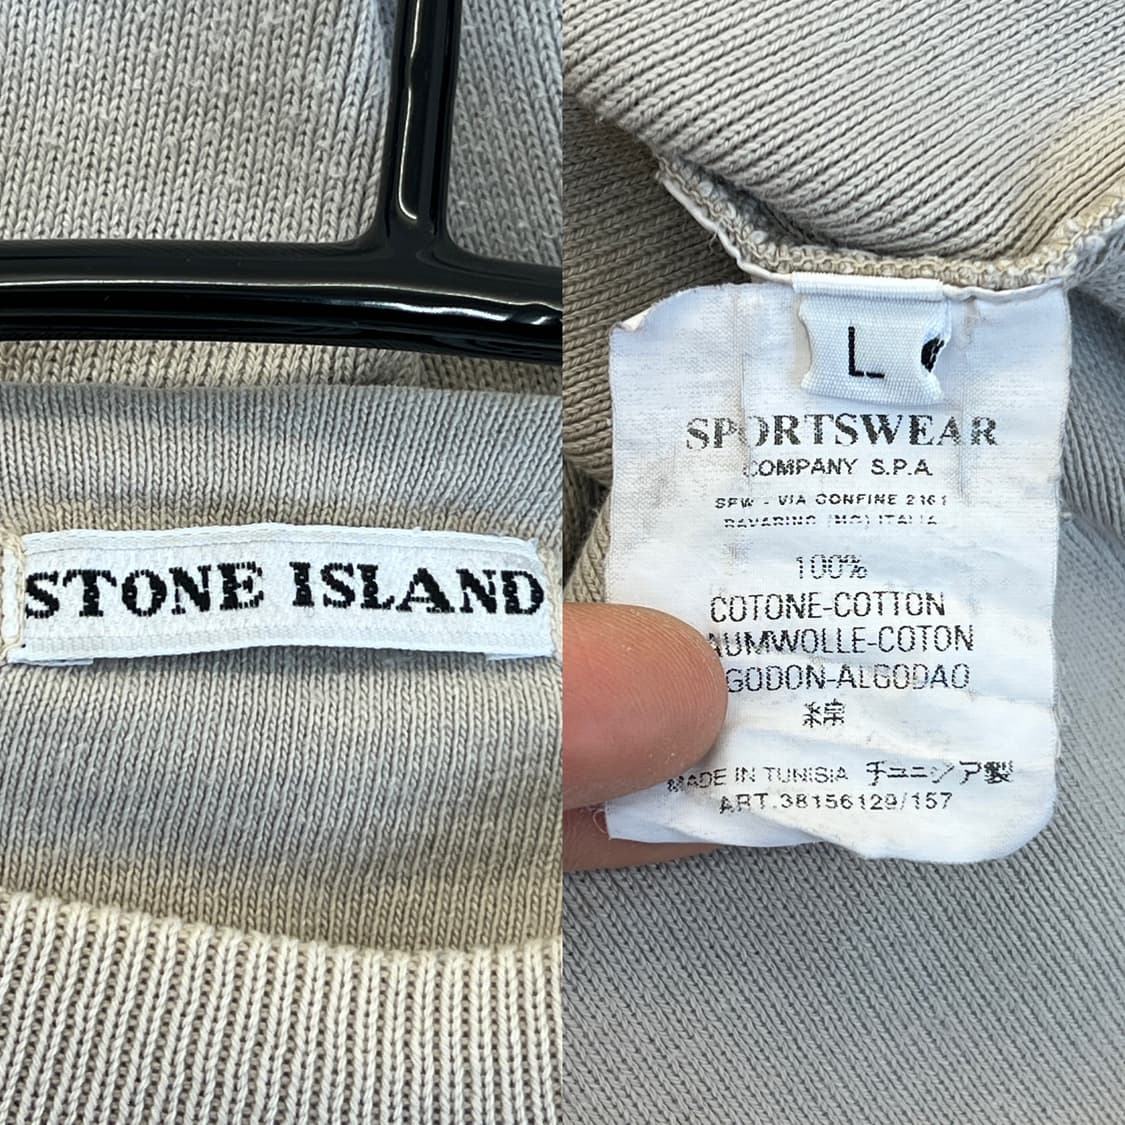 STONE ISLAND
L
SPORTSWEAR
COMPANY S.P.A.
SPW - VIA CONFINE 2161
RAVARINO (MO) ITALIA
100%
COTONE-COTTON
AUMWOLLE-COTON
GODON-ALGODAO
綿
MADE IN TUNISIA チュニジア製
ART.38156129/157